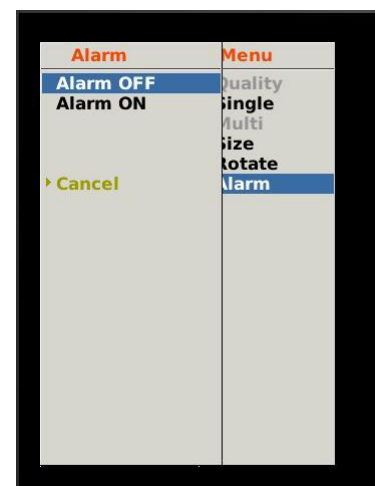 Alarm
Alarm OFF
Alarm ON
Cancel
Menu
Quality
Single
Multi
Size
Rotate
Alarm